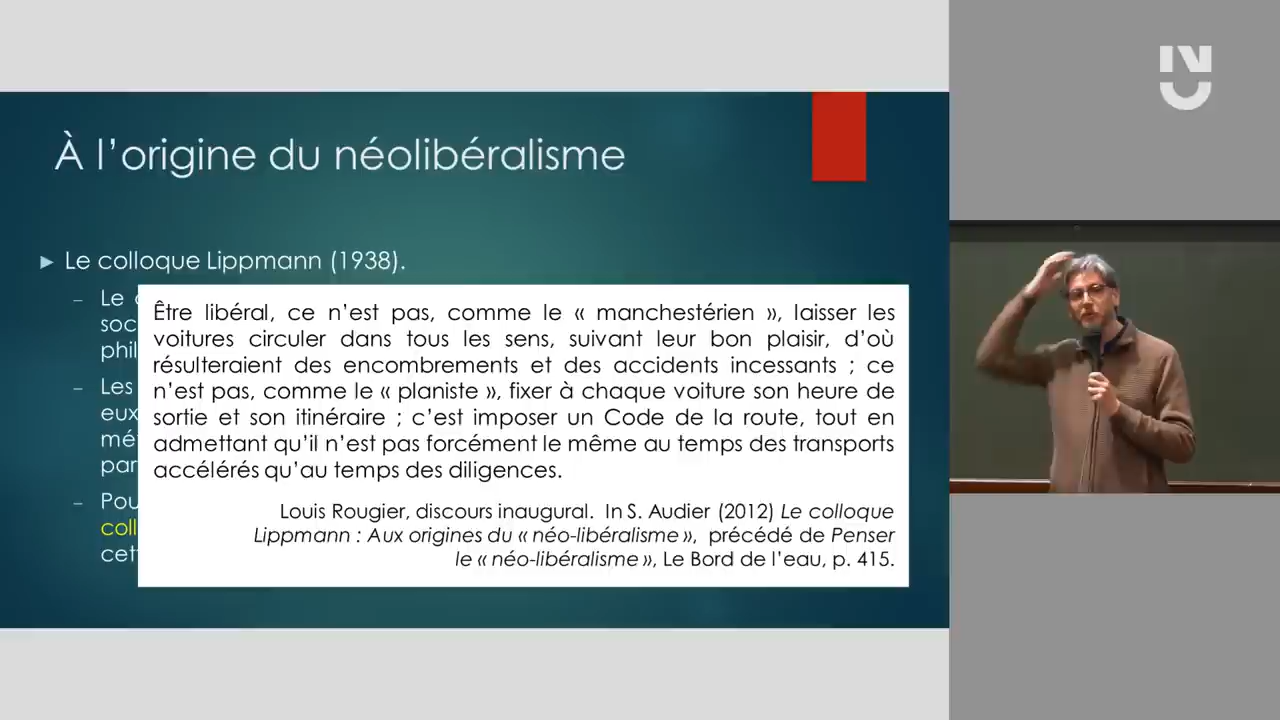 À l’origine du néolibéralisme
► Le colloque Lippmann (1938).
– Le
– Les
eux
– 
Être libéral, ce n’est pas, comme le « manchestérien », laisser les
voitures circuler dans tous les sens, suivant leur bon plaisir, d’où
résulteraient des encombrements et des accidents incessants ; ce
n’est pas, comme le « planiste », fixer à chaque voiture son heure de
sortie et son itinéraire ; c’est imposer un Code de la route, tout en
admettant qu’il n’est pas forcément le même au temps des transports
accélérés qu’au temps des diligences.
Louis Rougier, discours inaugural. In S. Audier (2012) Le colloque
Lippmann : Aux origines du « néo-libéralisme », précédé de Penser
le « néo-libéralisme », Le Bord de l’eau, p. 415.